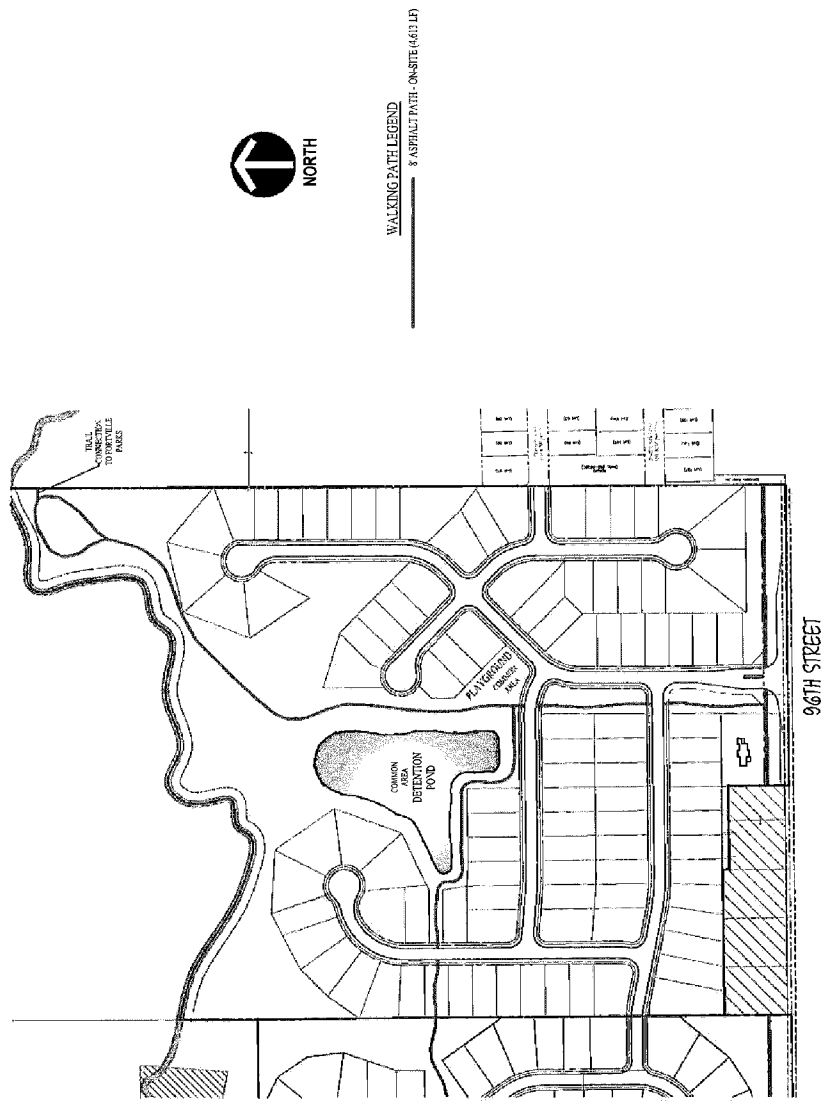 NORTH
WALKING PATH LEGEND
8' ASPHALT PATH - ON-SITE (4,613 LF)
TRAIL
CONNECTION
TO FORTVILLE
PARKS
PLAYGROUND
COMMON
AREA
COMMON
AREA
DETENTION
POND
96TH STREET